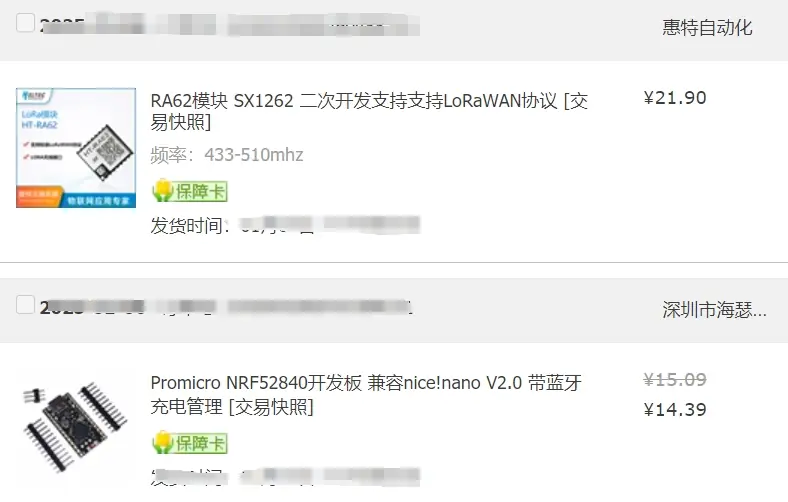 惠特自动化
LoRa模块
HT-RA62
物联网应用专家
RA62模块 SX1262 二次开发支持支持LoRaWAN协议 [交
易快照]
¥21.90
频率：433-510mhz
保障卡
发货时间：
深圳市海瑟...
Promicro NRF52840开发板 兼容nice!nano V2.0 带蓝牙
充电管理 [交易快照]
¥15.09
¥14.39
保障卡